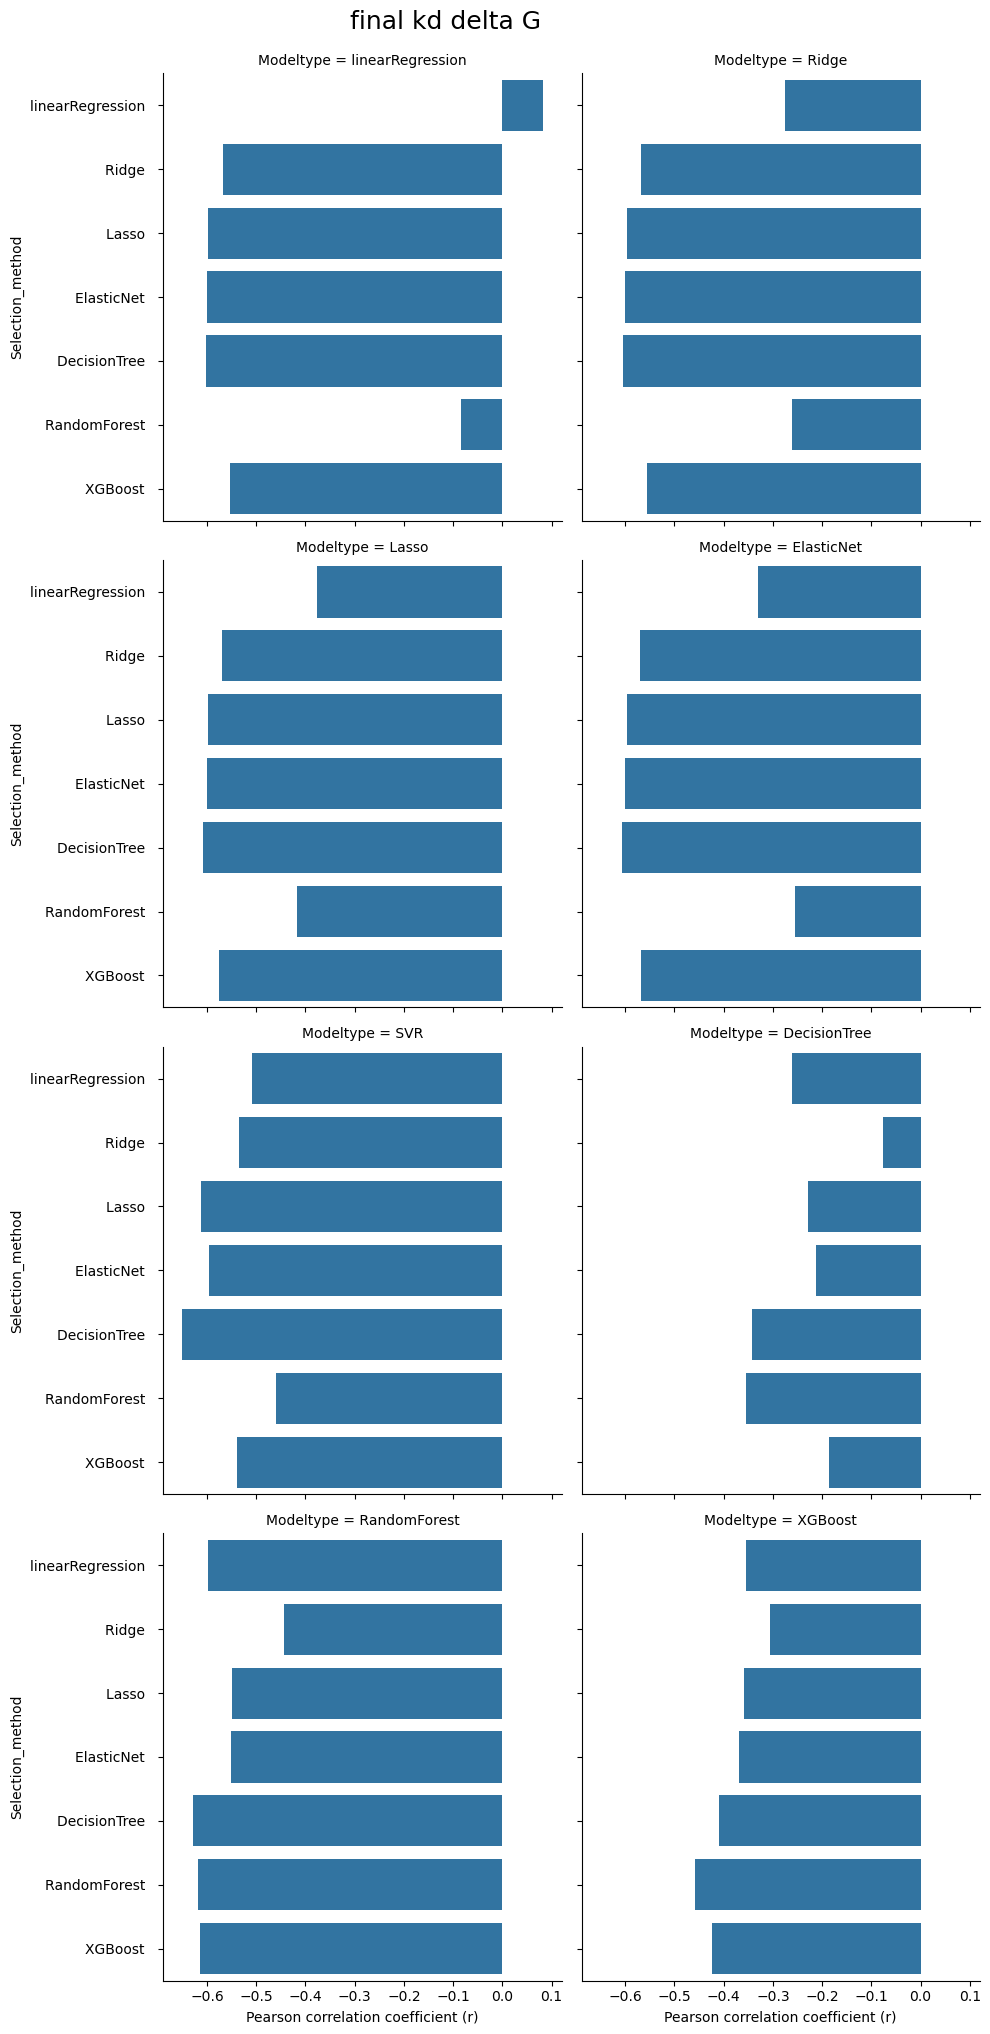 final kd delta G
Modeltype = linearRegression
Modeltype = Ridge
linearRegression
Ridge
Lasso
ElasticNet
DecisionTree
RandomForest
XGBoost
Selection_method
Modeltype = Lasso
Modeltype = ElasticNet
linearRegression
Ridge
Lasso
ElasticNet
DecisionTree
RandomForest
XGBoost
Selection_method
Modeltype = SVR
Modeltype = DecisionTree
linearRegression
Ridge
Lasso
ElasticNet
DecisionTree
RandomForest
XGBoost
Selection_method
Modeltype = RandomForest
Modeltype = XGBoost
linearRegression
Ridge
Lasso
ElasticNet
DecisionTree
RandomForest
XGBoost
Selection_method
−0.6 −0.5 −0.4 −0.3 −0.2 −0.1 0.0 0.1
Pearson correlation coefficient (r)
−0.6 −0.5 −0.4 −0.3 −0.2 −0.1 0.0 0.1
Pearson correlation coefficient (r)